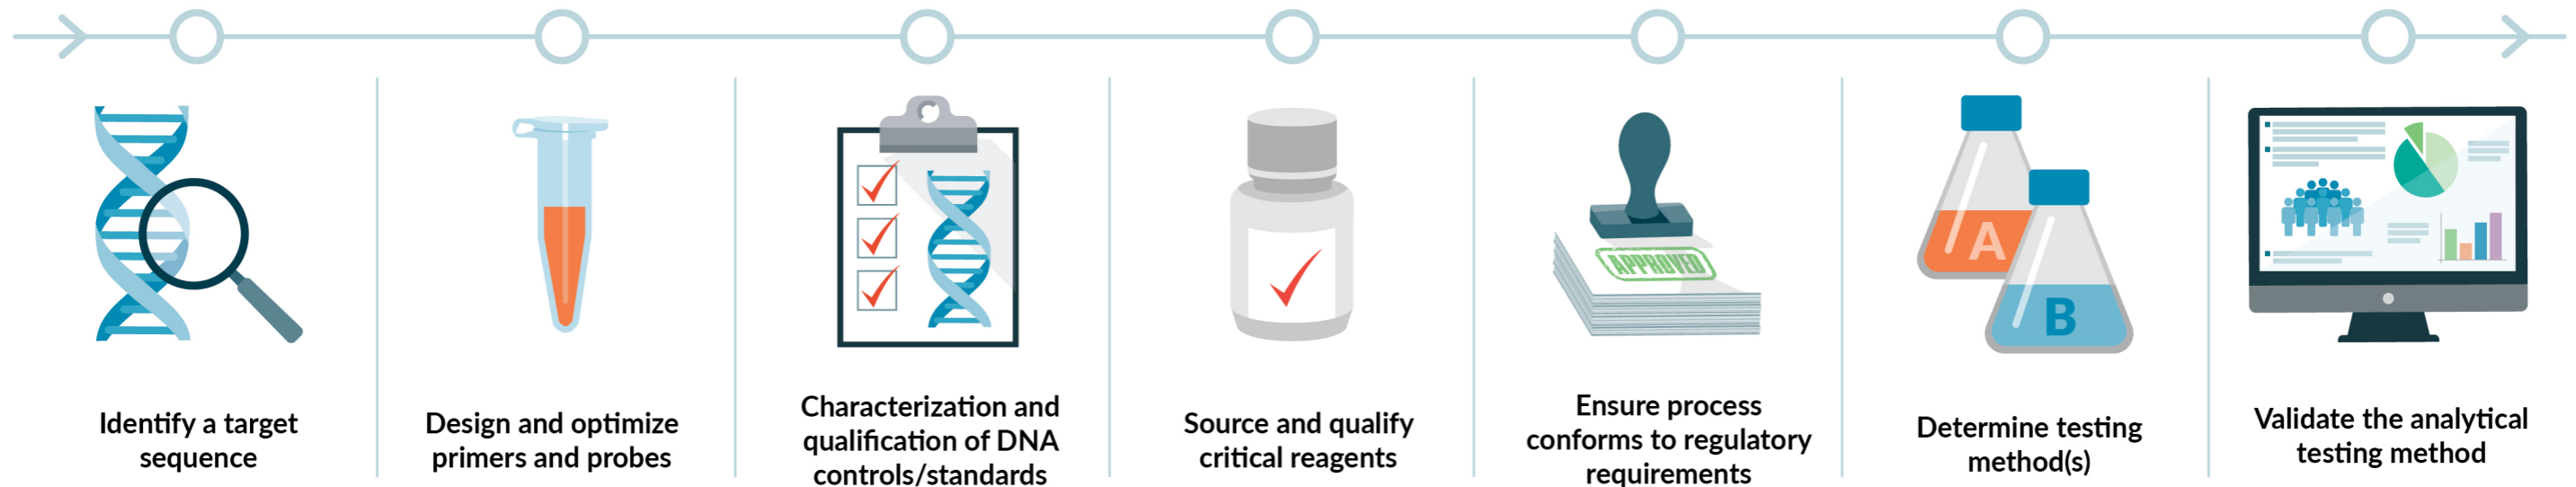 APPROVED
A
B
Identify a target
sequence
Design and optimize
primers and probes
Characterization and
qualification of DNA
controls/standards
Source and qualify
critical reagents
Ensure process
conforms to regulatory
requirements
Determine testing
method(s)
Validate the analytical
testing method